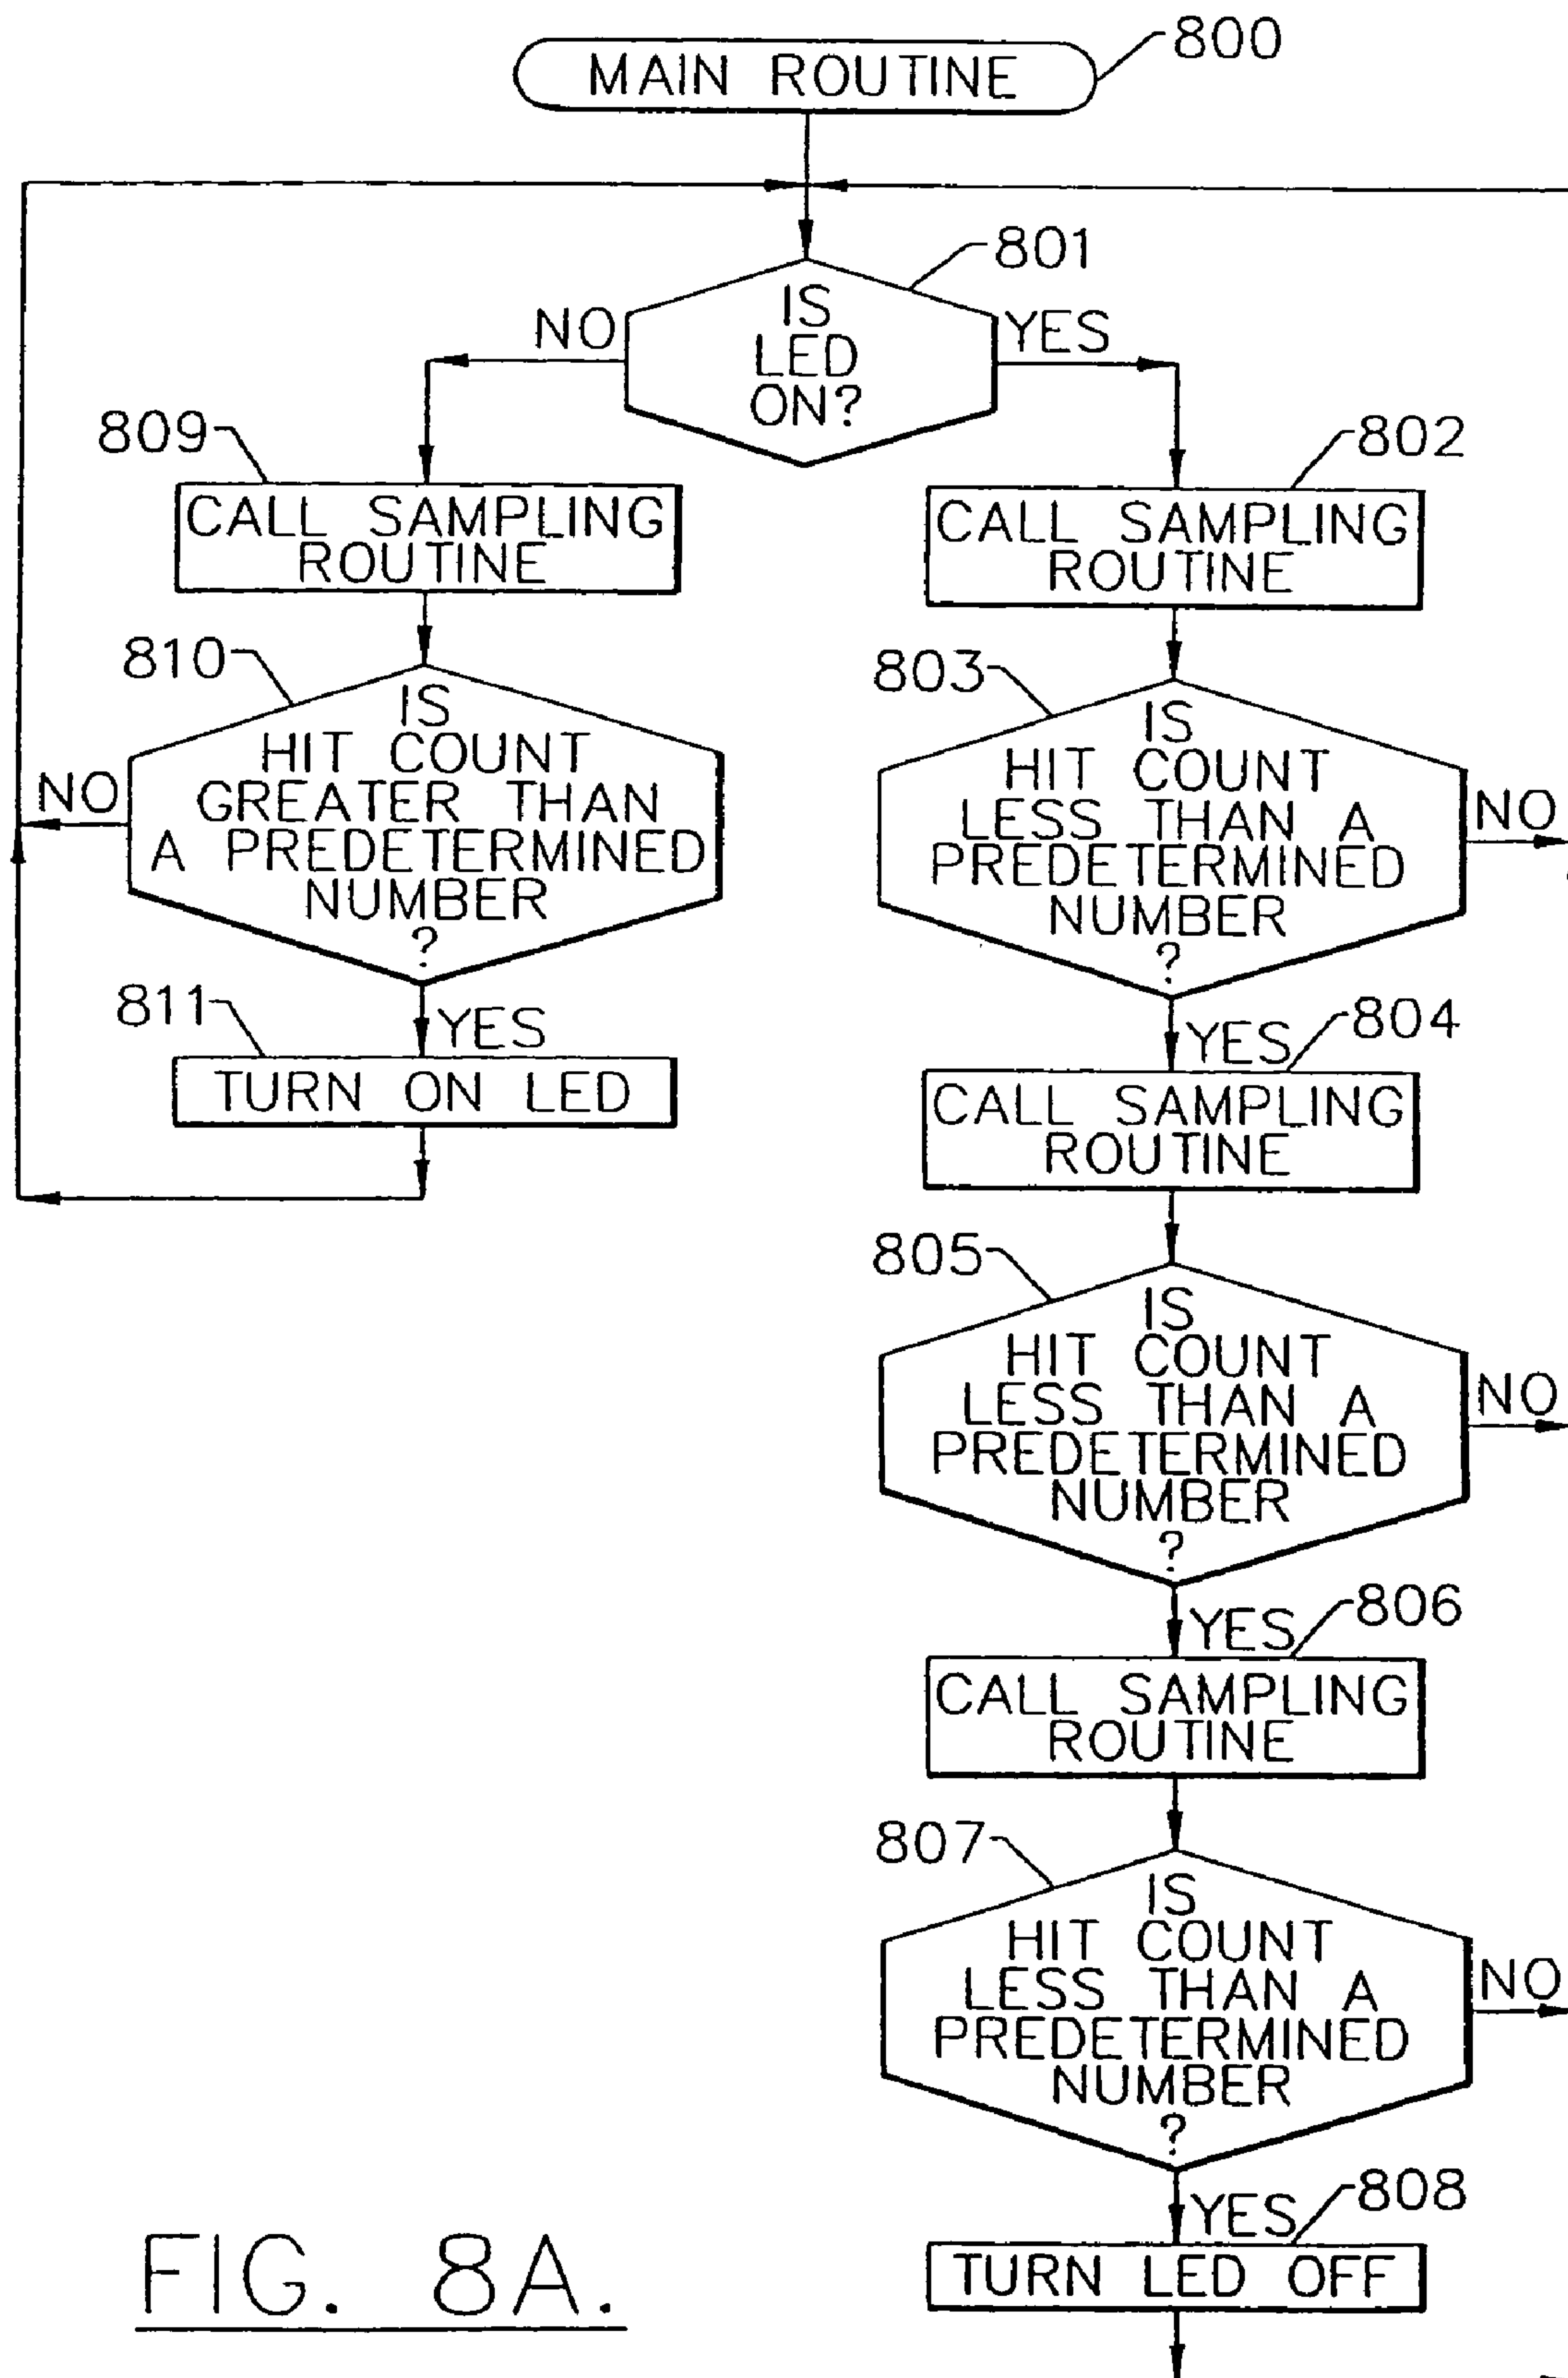 MAIN ROUTINE
800
801
IS
LED
ON?
NO
YES
809
CALL SAMPLING
ROUTINE
802
CALL SAMPLING
ROUTINE
810
IS
HIT COUNT
GREATER THAN
A PREDETERMINED
NUMBER
?
NO
YES
803
IS
HIT COUNT
LESS THAN A
PREDETERMINED
NUMBER
?
NO
YES
811
TURN ON LED
804
CALL SAMPLING
ROUTINE
805
IS
HIT COUNT
LESS THAN A
PREDETERMINED
NUMBER
?
NO
YES
806
CALL SAMPLING
ROUTINE
807
IS
HIT COUNT
LESS THAN A
PREDETERMINED
NUMBER
?
NO
YES
808
TURN LED OFF
FIG. 8A.